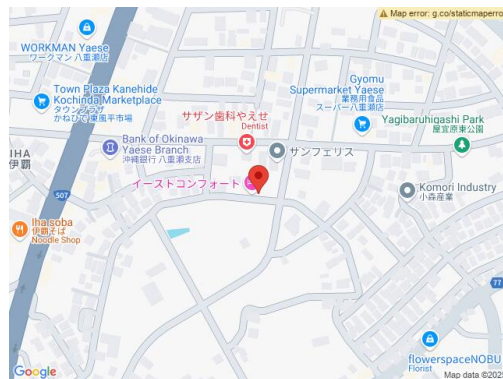 Map error: g.co/staticmaperro
WORKMAN Yaese
ワークマン 八重瀬店
Town Plaza Kanehide
Kochinda Marketplace
タウンプラザ
かねひで東風平市場
サザン歯科やえせ
Dentist
Gyomu
Supermarket Yaese
業務用食品
スーパー八重瀬店
Yagibaruhigashi Park
屋宜原東公園
IHA
伊覇
Bank of Okinawa
Yaese Branch
沖縄銀行 八重瀬支店
サンフェリス
イーストコンフォート
Komori Industry
小森産業
507
Iha soba
伊覇そば
Noodle Shop
77
flowerspaceNOBU
Florist
Google
Map data ©2025